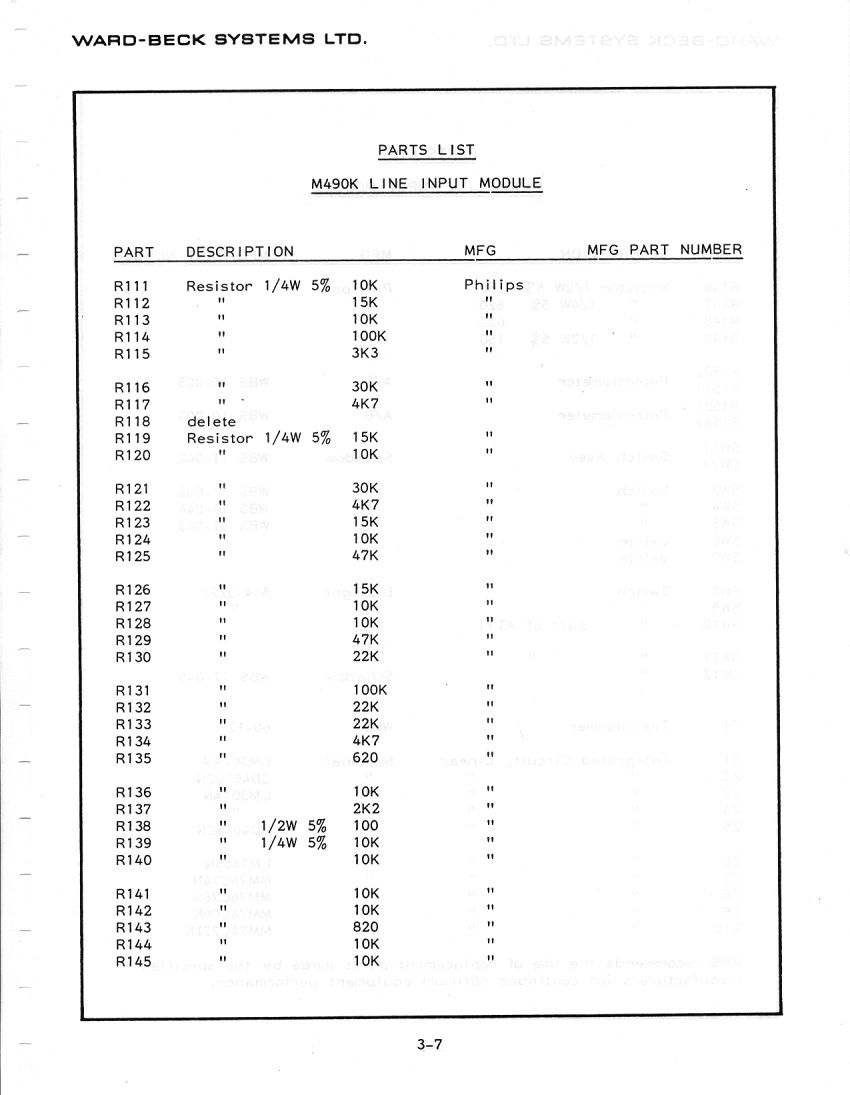 WARD-BECK SYSTEMS LTD.
PARTS LIST
M490K LINE INPUT MODULE
PART DESCRIPTION MFG MFG PART NUMBER
R111 Resistor 1/4W 5% 10K Philips
R112 " 15K "
R113 " 10K "
R114 " 100K "
R115 " 3K3 "
R116 " 30K "
R117 " 4K7 "
R118 delete
R119 Resistor 1/4W 5% 15K "
R120 " 10K "
R121 " 30K "
R122 " 4K7 "
R123 " 15K "
R124 " 10K "
R125 " 47K "
R126 " 15K "
R127 " 10K "
R128 " 10K "
R129 " 47K "
R130 " 22K "
R131 " 100K "
R132 " 22K "
R133 " 22K "
R134 " 4K7 "
R135 " 620 "
R136 " 10K "
R137 " 2K2 "
R138 " 1/2W 5% 100 "
R139 " 1/4W 5% 10K "
R140 " 10K "
R141 " 10K "
R142 " 10K "
R143 " 820 "
R144 " 10K "
R145 " 10K "
3-7